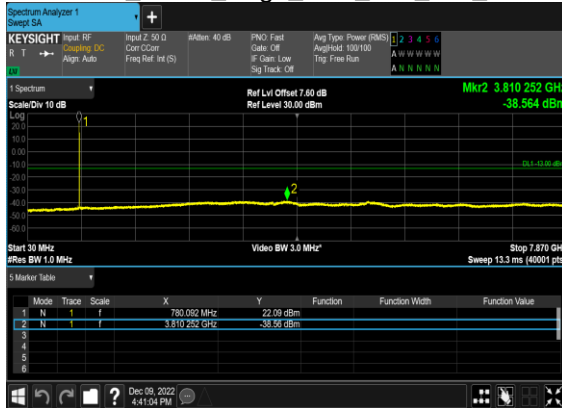 Spectrum Analyzer 1
Swept SA
+
KEYSIGHT Input: RF Input Z: 50 Ω #Atten: 40 dB PNO: Fast Avg Type: Power (RMS) 1 2 3 4 5 6
R T Coupling: DC Corr CCorr Gate: Off Avg|Hold: 100/100 A W W W W W
Align: Auto Freq Ref: Int (S) IF Gain: Low Trig: Free Run
LU Sig Track: Off A N N N N N
1 Spectrum Ref Lvl Offset 7.60 dB Mkr2 3.810 252 GHz
Scale/Div 10 dB Ref Level 30.00 dBm -38.564 dBm
Log
1
20.0
10.0
0.00
-10.0 DL1 -13.00 dBm
-20.0
-30.0 2
-40.0
-50.0
-60.0
Start 30 MHz Video BW 3.0 MHz* Stop 7.870 GHz
#Res BW 1.0 MHz Sweep 13.3 ms (40001 pts)
5 Marker Table
Mode Trace Scale X Y Function Function Width Function Value
1 N 1 f 780.092 MHz 22.09 dBm
2 N 1 f 3.810 252 GHz -38.56 dBm
3
4
5
6
? Dec 09, 2022
4:41:04 PM